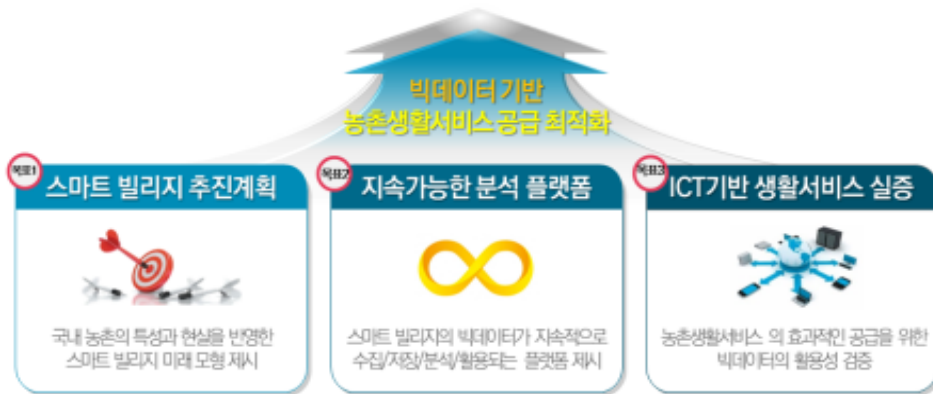 빅데이터 기반
농촌생활서비스 공급 최적화
목표1
스마트 빌리지 추진계획
국내 농촌의 특성과 현실을 반영한
스마트 빌리지 미래 모형 제시
목표2
지속가능한 분석 플랫폼
스마트 빌리지의 빅데이터가 지속적으로
수집/저장/분석/활용되는 플랫폼 제시
목표3
ICT기반 생활서비스 실증
농촌생활서비스 의 효과적인 공급을 위한
빅데이터의 활용성 검증